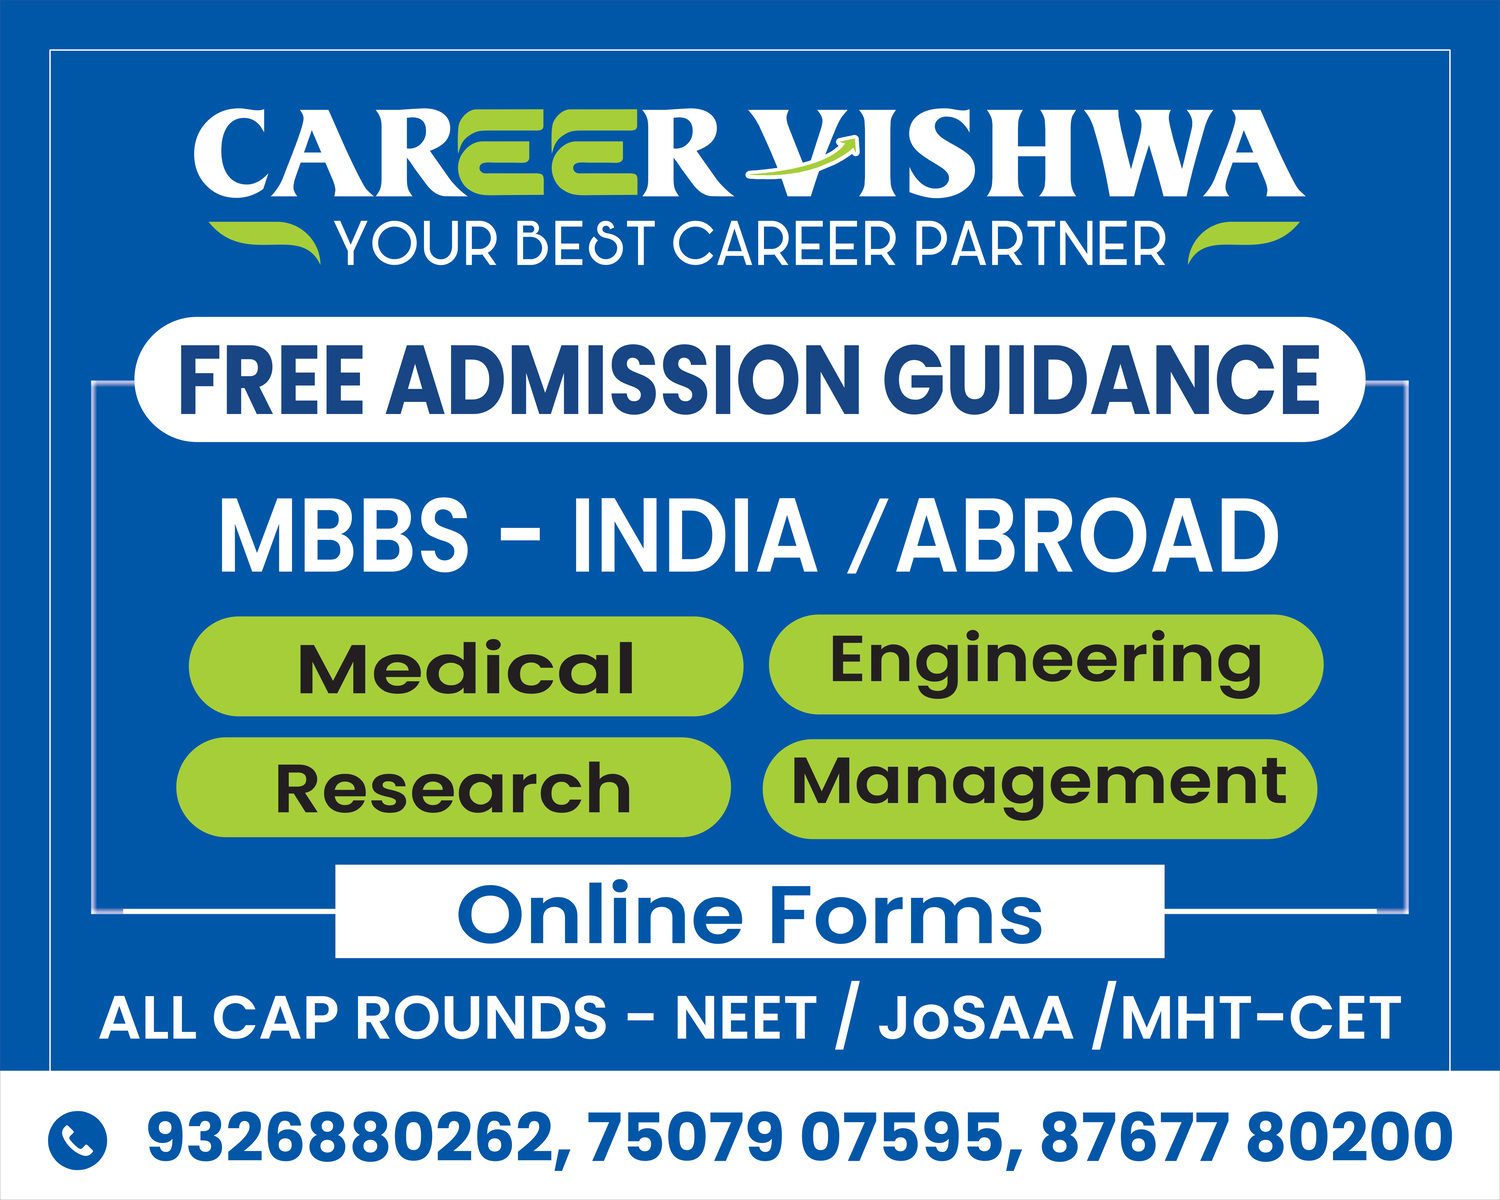 CAREER VISHWA
YOUR BEST CAREER PARTNER
FREE ADMISSION GUIDANCE
MBBS - INDIA /ABROAD
Medical Engineering
Research Management
Online Forms
ALL CAP ROUNDS - NEET / JoSAA /MHT-CET
9326880262, 75079 07595, 87677 80200